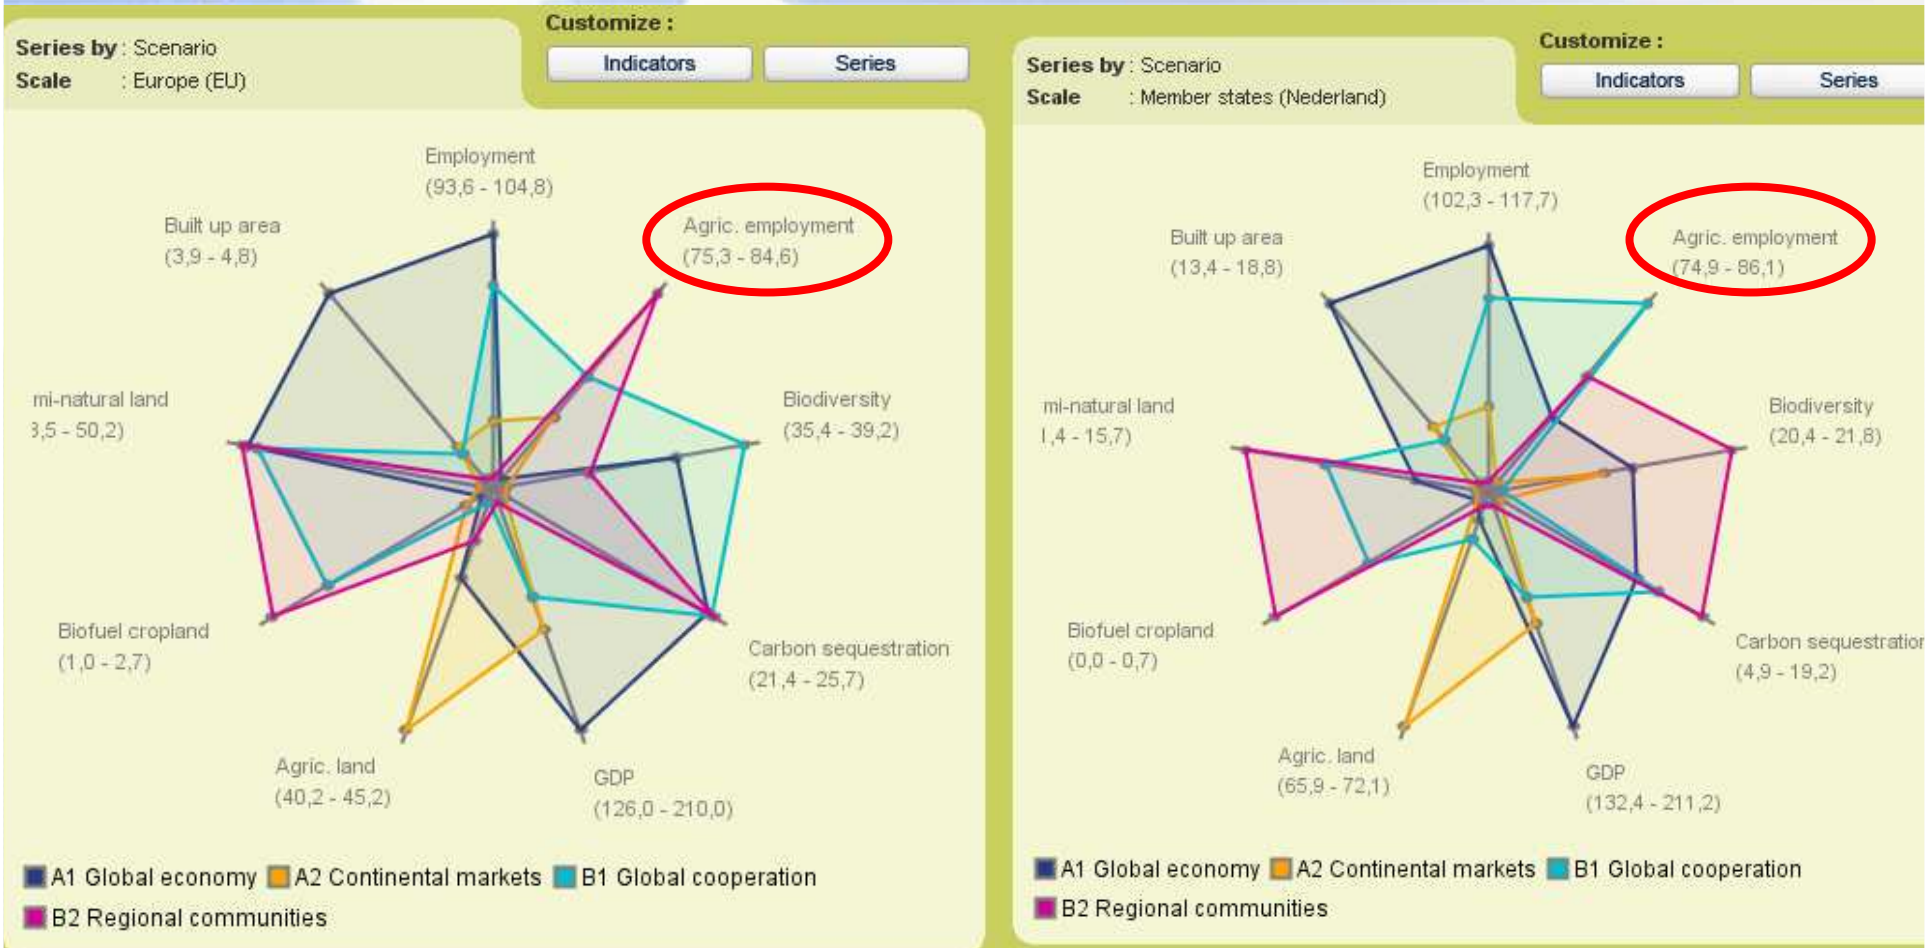 Customize :
Series by : Scenario
Indicators
Series
Scale : Europe (EU)
Employment
(93,6 - 104,8)
Built up area
(3,9 - 4,8)
Agric. employment
(75,3 - 84,6)
mi-natural land
3,5 - 50,2)
Biodiversity
(35,4 - 39,2)
Biofuel cropland
(1,0 - 2,7)
Carbon sequestration
(21,4 - 25,7)
Agric. land
(40,2 - 45,2)
GDP
(126,0 - 210,0)
A1 Global economy A2 Continental markets B1 Global cooperation
B2 Regional communities
Customize :
Series by : Scenario
Indicators
Series
Scale : Member states (Nederland)
Employment
(102,3 - 117,7)
Built up area
(13,4 - 18,8)
Agric. employment
(74,9 - 86,1)
mi-natural land
,4 - 15,7)
Biodiversity
(20,4 - 21,8)
Biofuel cropland
(0,0 - 0,7)
Carbon sequestration
(4,9 - 19,2)
Agric. land
(65,9 - 72,1)
GDP
(132,4 - 211,2)
A1 Global economy A2 Continental markets B1 Global cooperation
B2 Regional communities